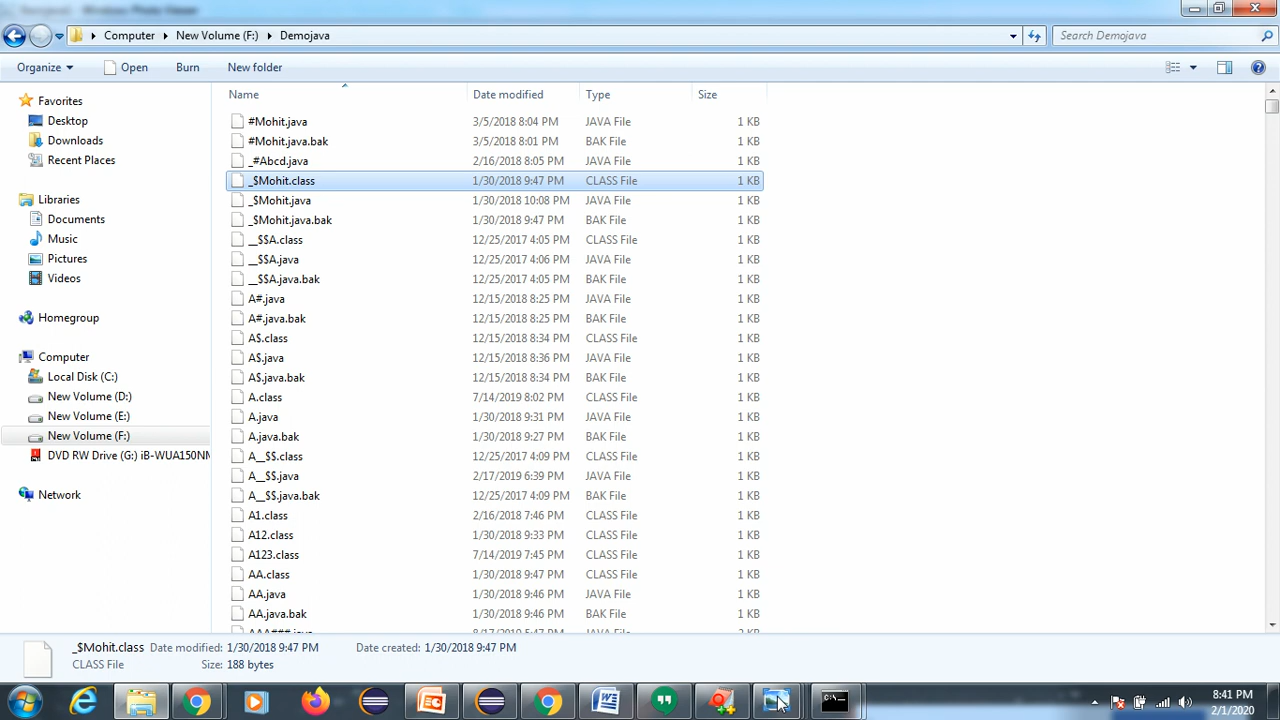 Windows Photo Viewer
Computer New Volume (F:) Demojava Search Demojava
Organize Open Burn New folder
Name Date modified Type Size
Favorites
Desktop
Downloads
Recent Places
Libraries
Documents
Music
Pictures
Videos
Homegroup
Computer
Local Disk (C:)
New Volume (D:)
New Volume (E:)
New Volume (F:)
DVD RW Drive (G:) iB-WUA150NM
Network
#Mohit.java 3/5/2018 8:04 PM JAVA File 1 KB
#Mohit.java.bak 3/5/2018 8:01 PM BAK File 1 KB
_#Abcd.java 2/16/2018 8:05 PM JAVA File 1 KB
_$Mohit.class 1/30/2018 9:47 PM CLASS File 1 KB
_$Mohit.java 1/30/2018 10:08 PM JAVA File 1 KB
_$Mohit.java.bak 1/30/2018 9:47 PM BAK File 1 KB
__$$A.class 12/25/2017 4:05 PM CLASS File 1 KB
__$$A.java 12/25/2017 4:06 PM JAVA File 1 KB
__$$A.java.bak 12/25/2017 4:05 PM BAK File 1 KB
A#.java 12/15/2018 8:25 PM JAVA File 1 KB
A#.java.bak 12/15/2018 8:25 PM BAK File 1 KB
A$.class 12/15/2018 8:34 PM CLASS File 1 KB
A$.java 12/15/2018 8:36 PM JAVA File 1 KB
A$.java.bak 12/15/2018 8:34 PM BAK File 1 KB
A.class 7/14/2019 8:02 PM CLASS File 1 KB
A.java 1/30/2018 9:31 PM JAVA File 1 KB
A.java.bak 1/30/2018 9:27 PM BAK File 1 KB
A__$$.class 12/25/2017 4:09 PM CLASS File 1 KB
A__$$.java 2/17/2019 6:39 PM JAVA File 1 KB
A__$$.java.bak 12/25/2017 4:09 PM BAK File 1 KB
A1.class 2/16/2018 7:46 PM CLASS File 1 KB
A12.class 1/30/2018 9:33 PM CLASS File 1 KB
A123.class 7/14/2019 7:45 PM CLASS File 1 KB
AA.class 1/30/2018 9:47 PM CLASS File 1 KB
AA.java 1/30/2018 9:46 PM JAVA File 1 KB
AA.java.bak 1/30/2018 9:46 PM BAK File 1 KB
AAA###.java 8/17/2019 5:47 PM JAVA File 2 KB
_$Mohit.class Date modified: 1/30/2018 9:47 PM Date created: 1/30/2018 9:47 PM
CLASS File Size: 188 bytes
8:41 PM
2/1/2020